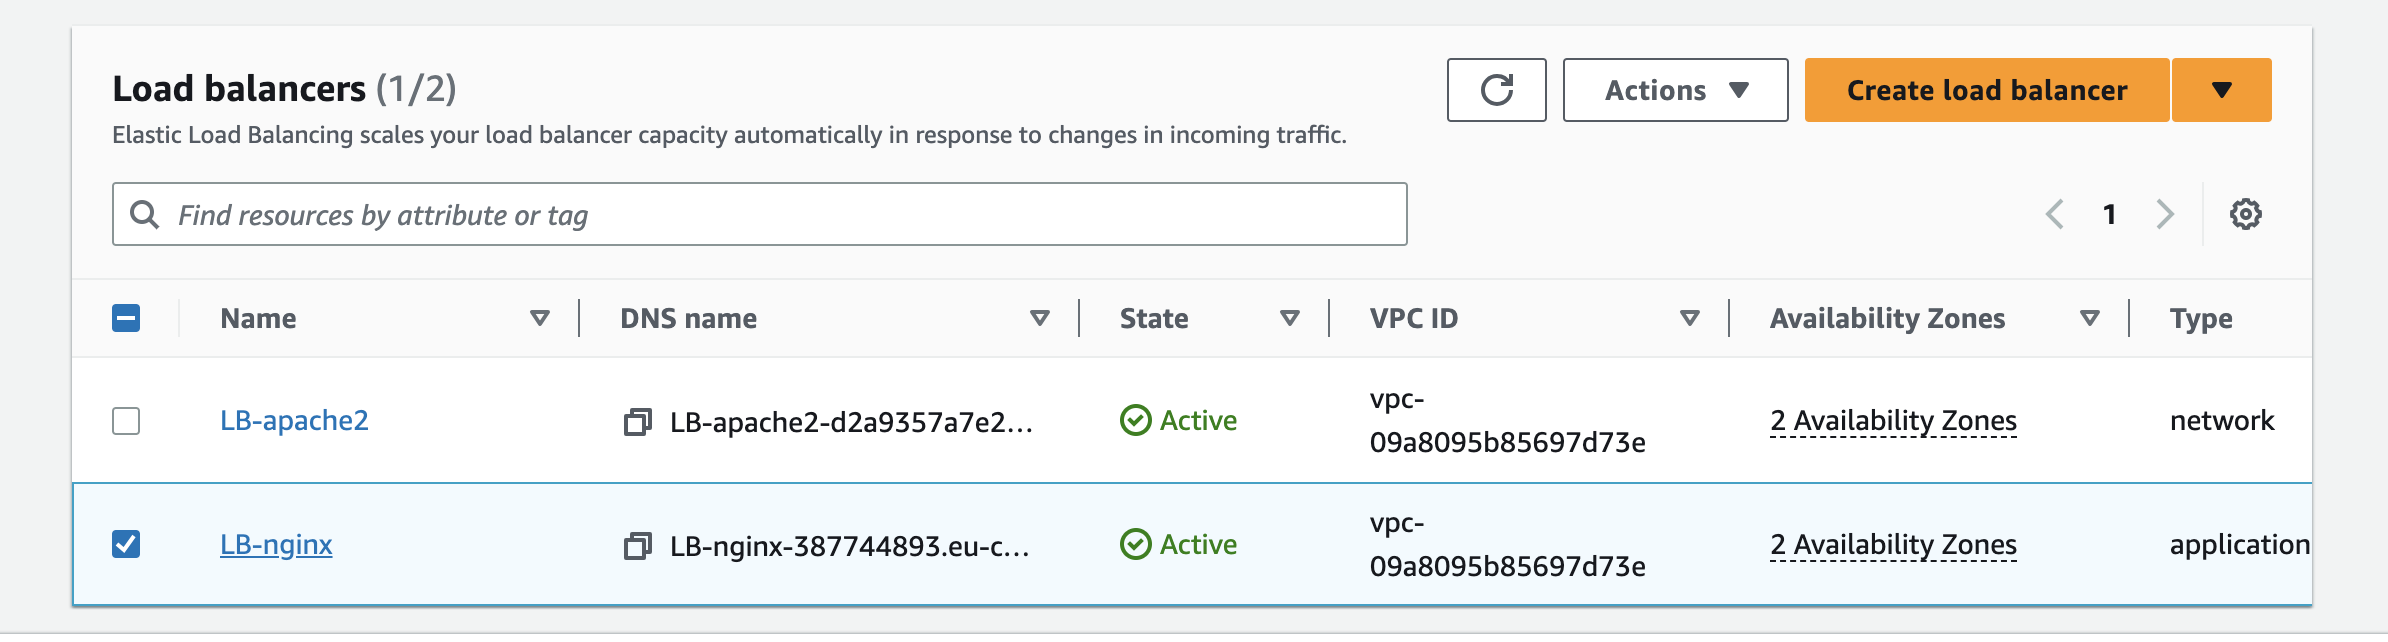 Load balancers (1/2)
Actions
Create load balancer
Elastic Load Balancing scales your load balancer capacity automatically in response to changes in incoming traffic.
Find resources by attribute or tag
1
Name
DNS name
State
VPC ID
Availability Zones
Type
LB-apache2
LB-apache2-d2a9357a7e2...
Active
vpc-
09a8095b85697d73e
2 Availability Zones
network
LB-nginx
LB-nginx-387744893.eu-c...
Active
vpc-
09a8095b85697d73e
2 Availability Zones
application